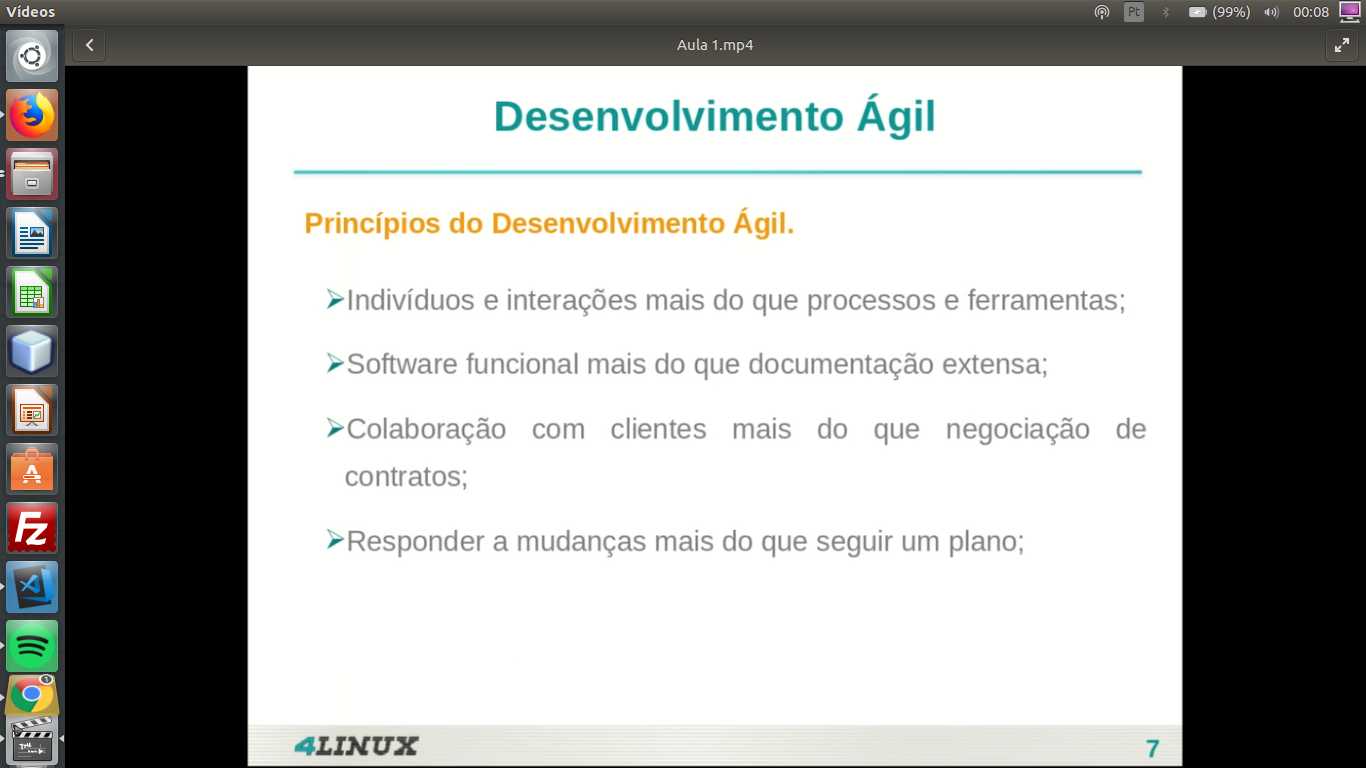 Vídeos
Pt
(99%)
00:08
Aula 1.mp4
Desenvolvimento Ágil
Princípios do Desenvolvimento Ágil.
➢Indivíduos e interações mais do que processos e ferramentas;
➢Software funcional mais do que documentação extensa;
➢Colaboração com clientes mais do que negociação de
contratos;
➢Responder a mudanças mais do que seguir um plano;
4LINUX
7
A
FZ
1